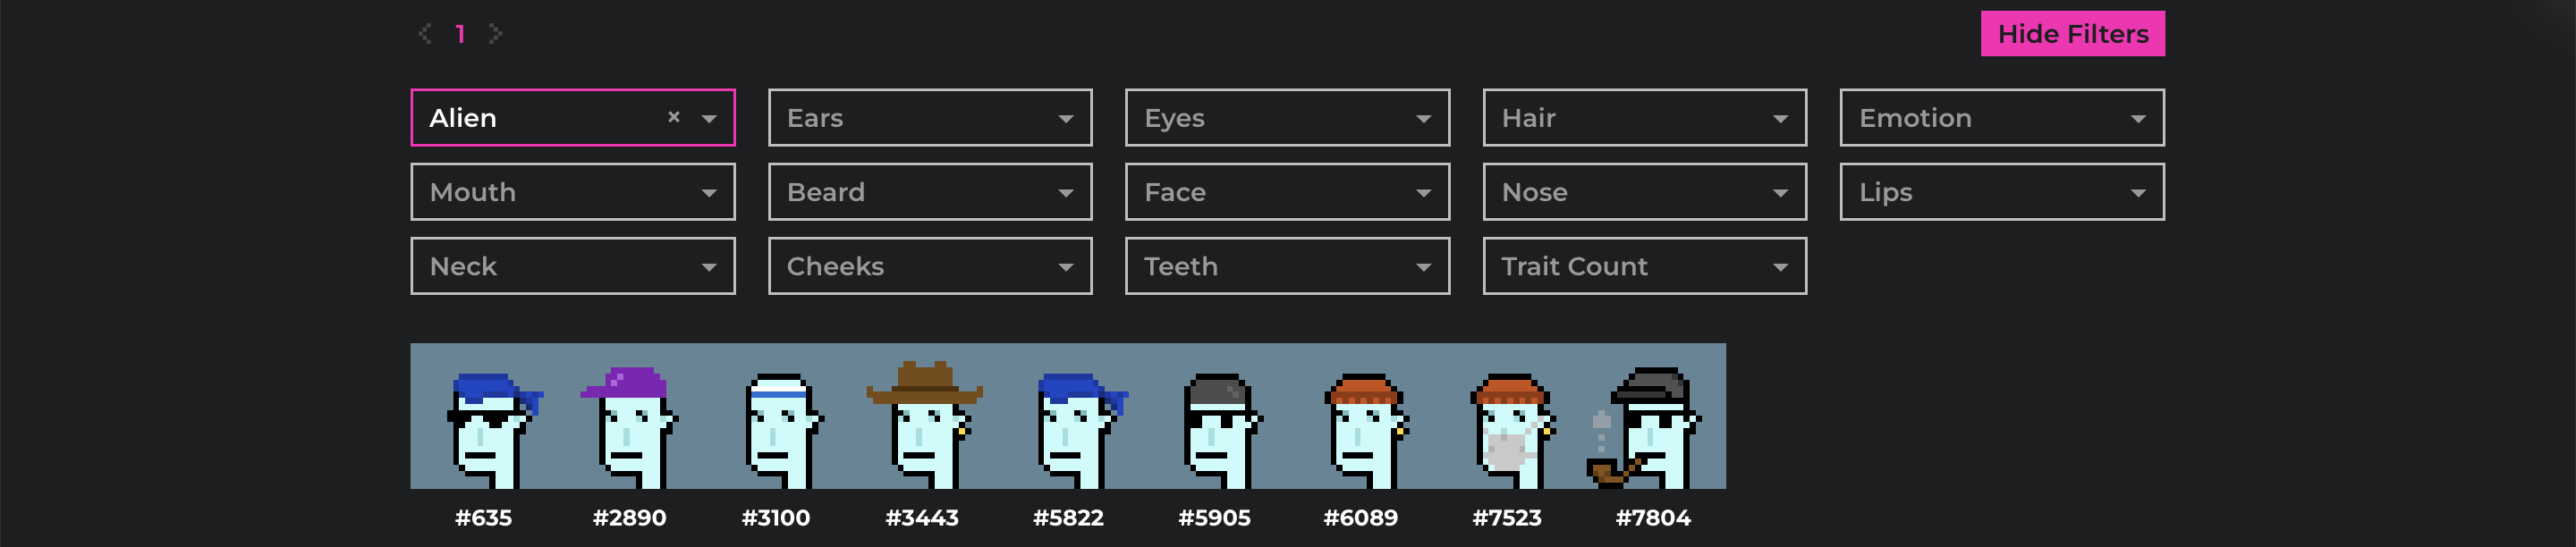 1 Hide Filters
Alien × Ears Eyes Hair Emotion
Mouth Beard Face Nose Lips
Neck Cheeks Teeth Trait Count
#635 #2890 #3100 #3443 #5822 #5905 #6089 #7523 #7804